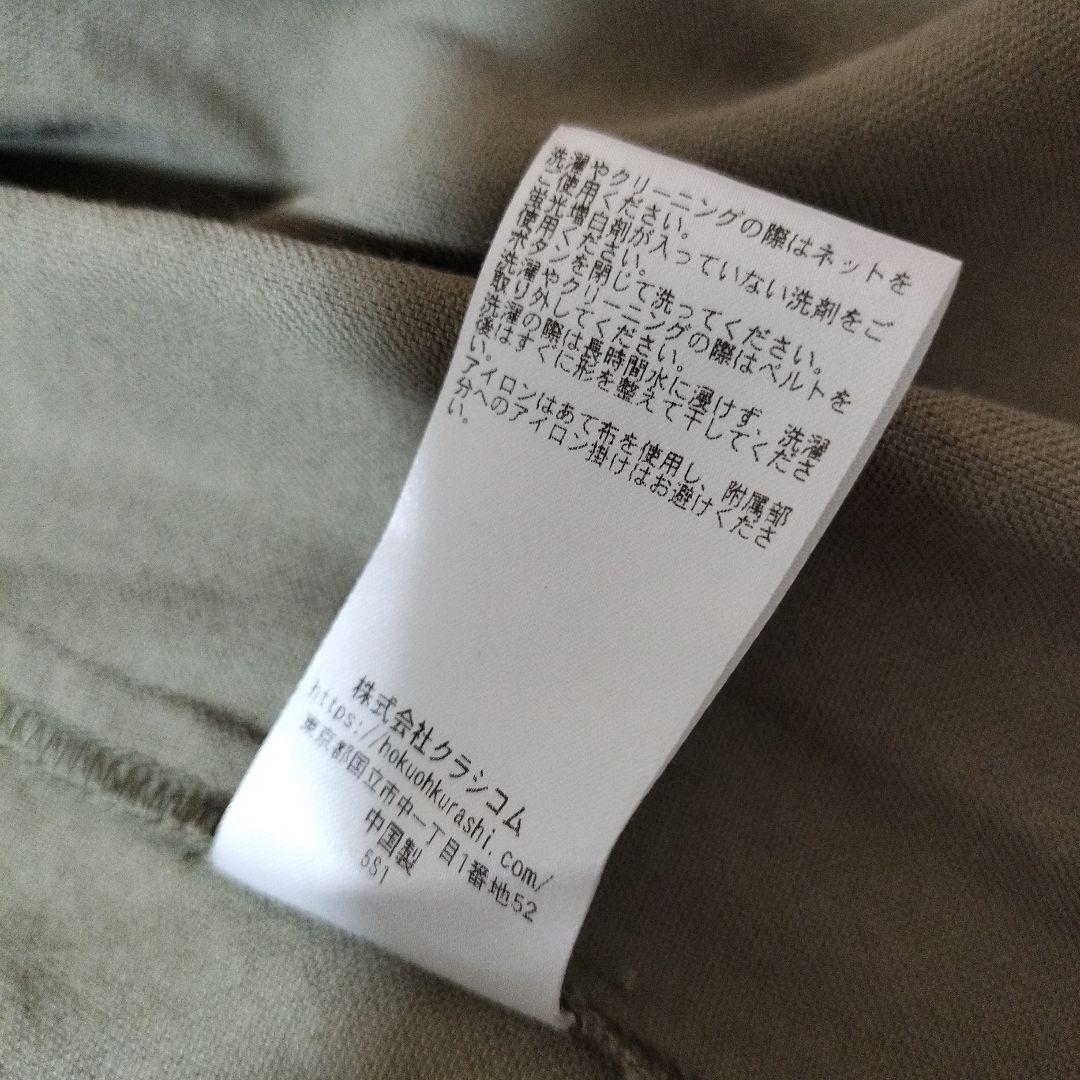 洗濯やクリーニングの際はネットを
ご使用ください。
蛍光増白剤が入っていない洗剤をご
使用ください。
ボタンを閉じて洗ってください。
洗濯やクリーニングの際はベルトを
取り外してください。
洗濯の際は長時間水に漫けず、洗濯
後はすぐに形を整えて干してくださ
い。
アイロンはあて布を使用し、附属部
分へのアイロン掛けはお避けくださ
い。
株式会社クラシコム
https://hokuohkurashi.com/
東京都国立市中一丁目1番地52
中国製
5S1